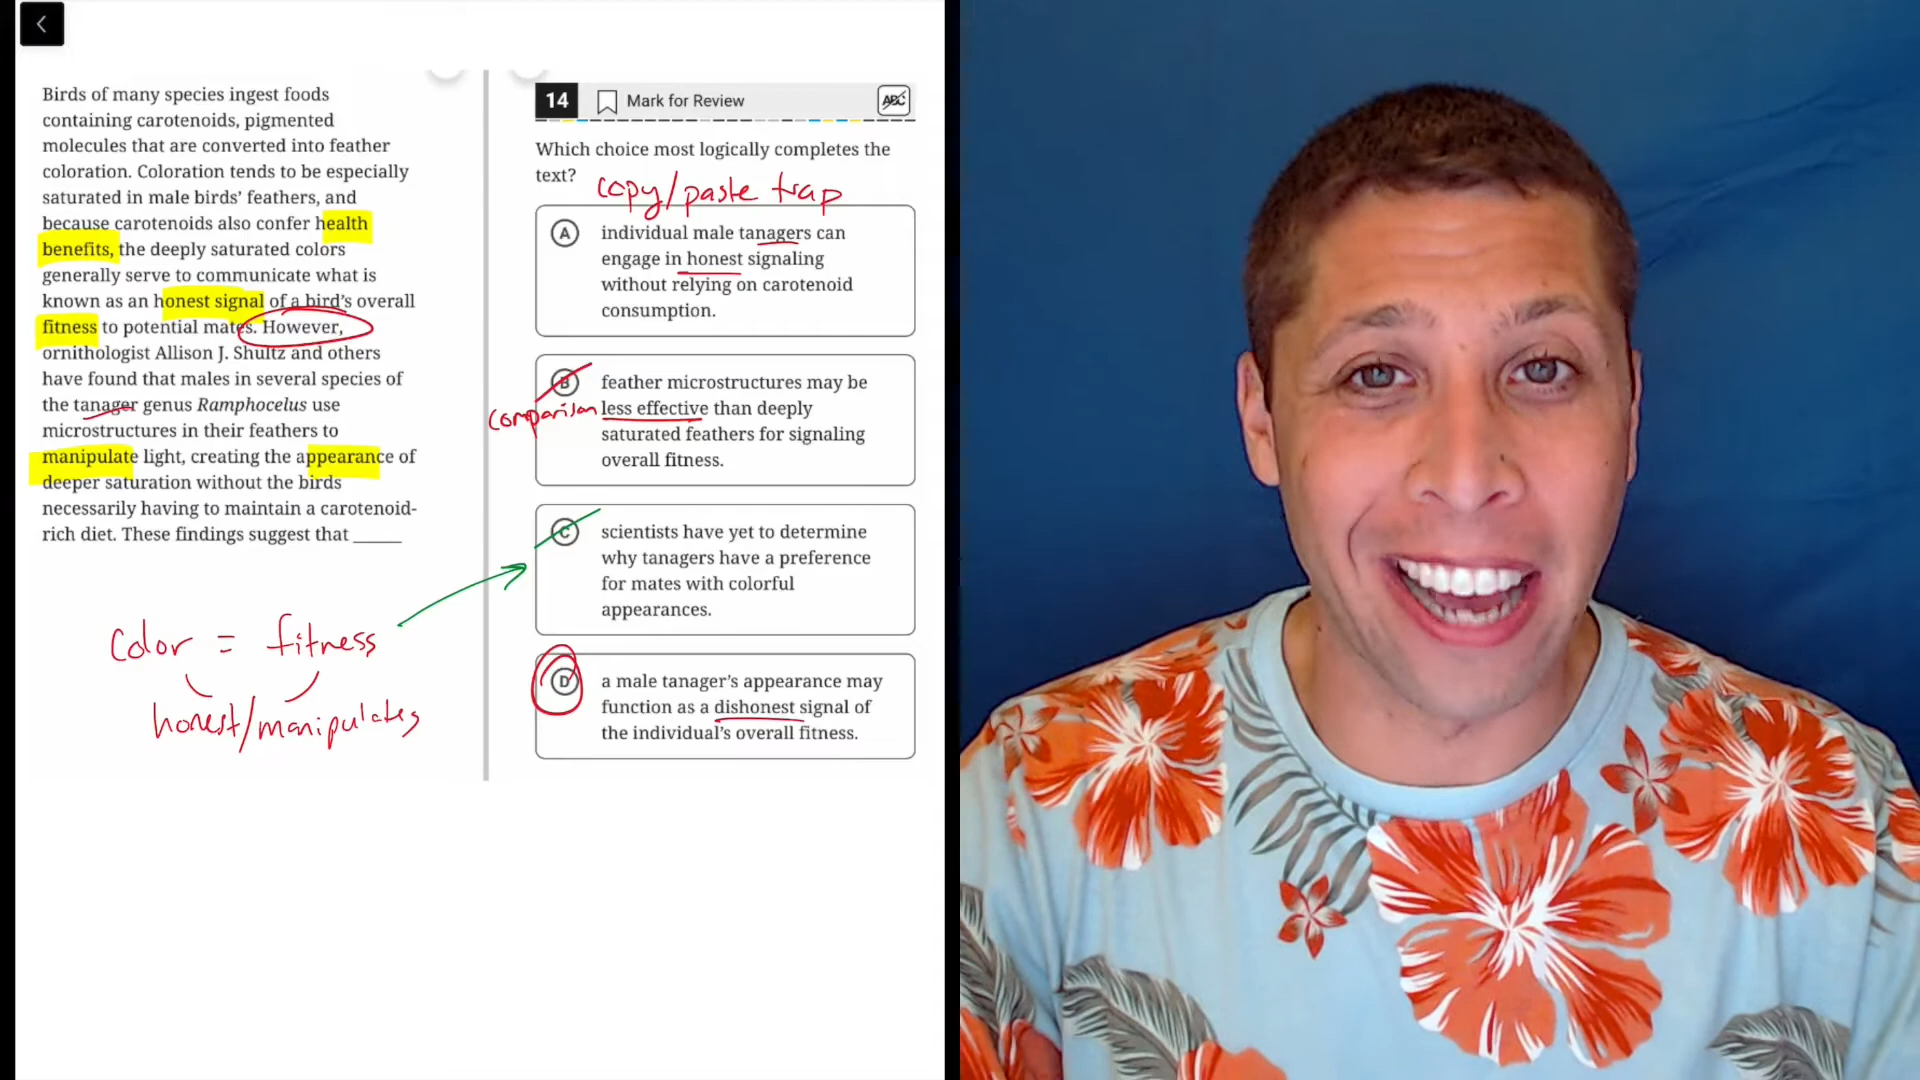 Birds of many species ingest foods
containing carotenoids, pigmented
molecules that are converted into feather
coloration. Coloration tends to be especially
saturated in male birds’ feathers, and
because carotenoids also confer health
benefits, the deeply saturated colors
generally serve to communicate what is
known as an honest signal of a bird’s overall
fitness to potential mates. However,
ornithologist Allison J. Shultz and others
have found that males in several species of
the tanager genus Ramphocelus use
microstructures in their feathers to
manipulate light, creating the appearance of
deeper saturation without the birds
necessarily having to maintain a carotenoid-
rich diet. These findings suggest that ______
color = fitness
honest/manipulates
14 Mark for Review ABC
Which choice most logically completes the
text?
copy/paste trap
A individual male tanagers can
engage in honest signaling
without relying on carotenoid
consumption.
B feather microstructures may be
comparison
less effective than deeply
saturated feathers for signaling
overall fitness.
C scientists have yet to determine
why tanagers have a preference
for mates with colorful
appearances.
D a male tanager’s appearance may
function as a dishonest signal of
the individual’s overall fitness.